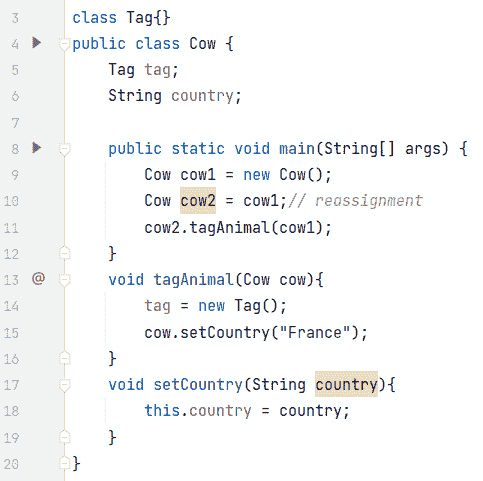 3 class Tag{}
4 public class Cow {
5 Tag tag;
6 String country;
7
8 public static void main(String[] args) {
9 Cow cow1 = new Cow();
10 Cow cow2 = cow1;// reassignment
11 cow2.tagAnimal(cow1);
12 }
13 @ void tagAnimal(Cow cow){
14 tag = new Tag();
15 cow.setCountry("France");
16 }
17 void setCountry(String country){
18 this.country = country;
19 }
20 }